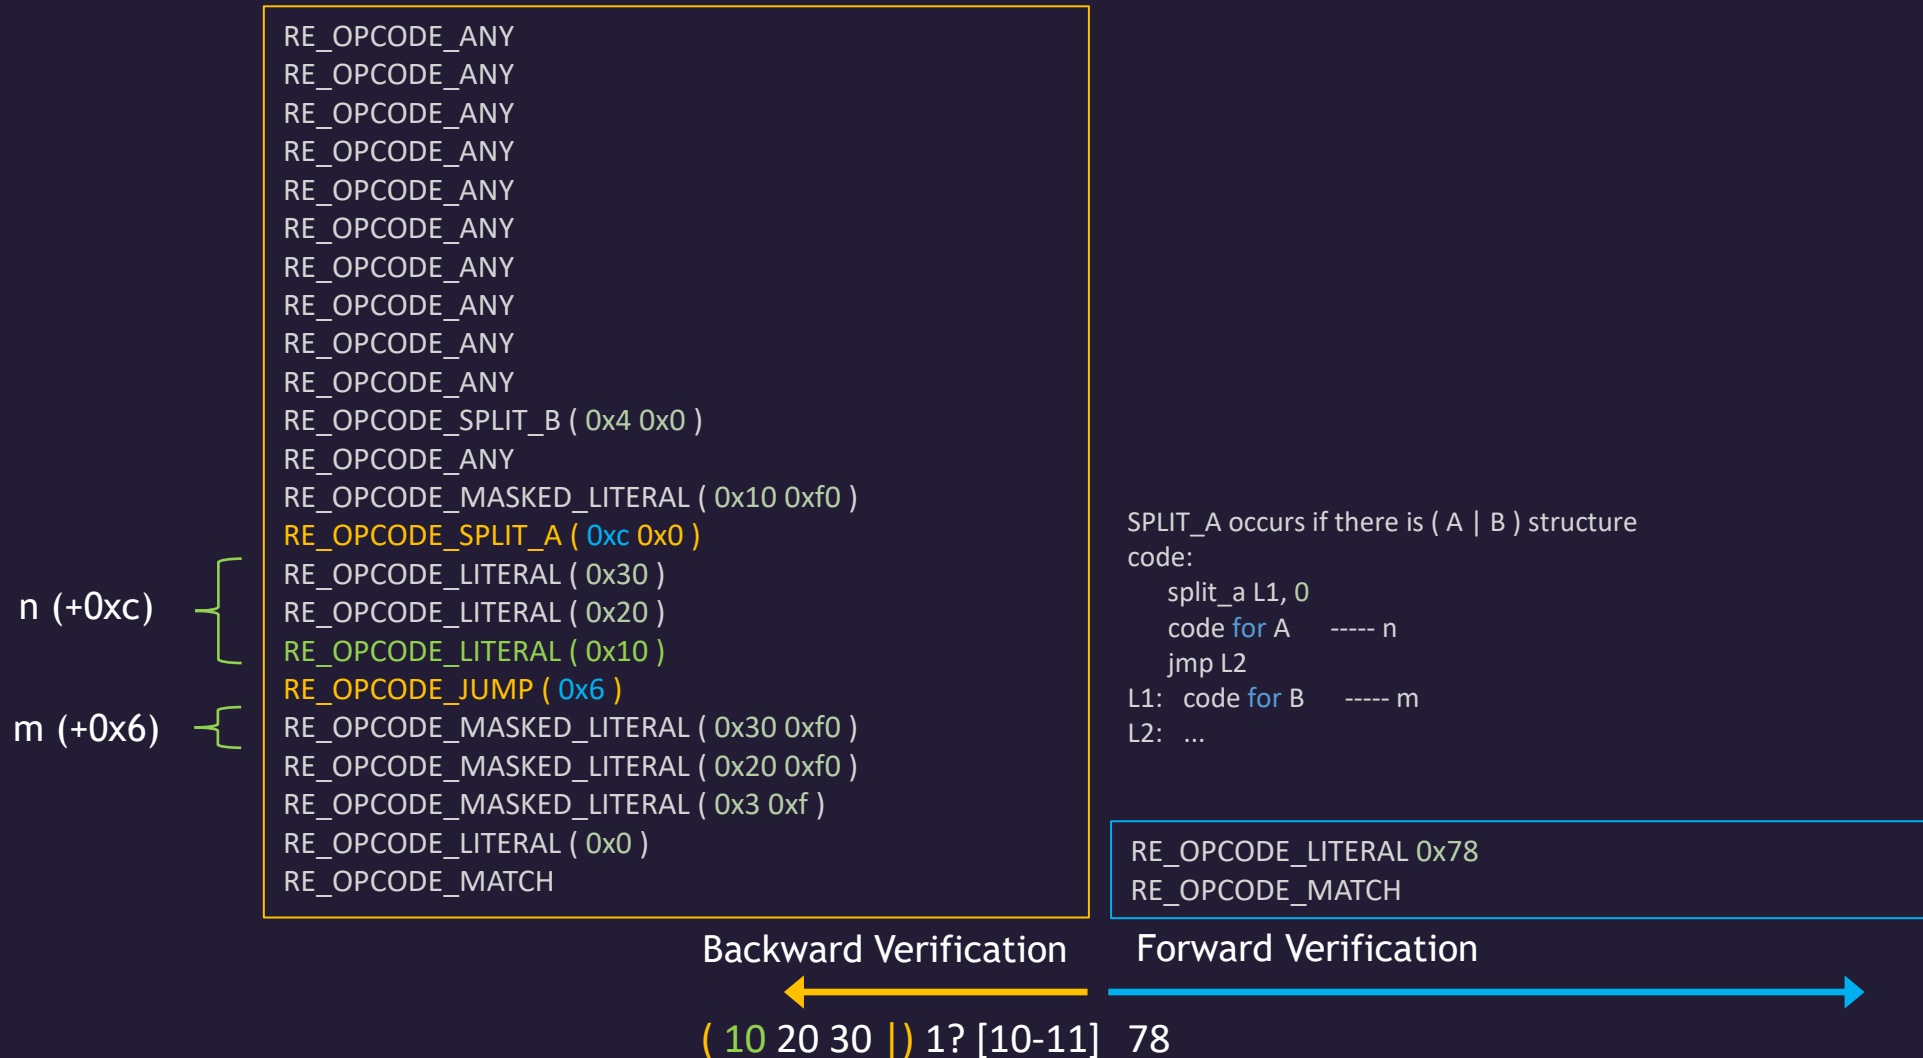 RE_OPCODE_ANY
RE_OPCODE_ANY
RE_OPCODE_ANY
RE_OPCODE_ANY
RE_OPCODE_ANY
RE_OPCODE_ANY
RE_OPCODE_ANY
RE_OPCODE_ANY
RE_OPCODE_ANY
RE_OPCODE_ANY
RE_OPCODE_SPLIT_B ( 0x4 0x0 )
RE_OPCODE_ANY
RE_OPCODE_MASKED_LITERAL ( 0x10 0xf0 )
RE_OPCODE_SPLIT_A ( 0xc 0x0 )
RE_OPCODE_LITERAL ( 0x30 )
RE_OPCODE_LITERAL ( 0x20 )
RE_OPCODE_LITERAL ( 0x10 )
RE_OPCODE_JUMP ( 0x6 )
RE_OPCODE_MASKED_LITERAL ( 0x30 0xf0 )
RE_OPCODE_MASKED_LITERAL ( 0x20 0xf0 )
RE_OPCODE_MASKED_LITERAL ( 0x3 0xf )
RE_OPCODE_LITERAL ( 0x0 )
RE_OPCODE_MATCH
n (+0xc)
m (+0x6)
SPLIT_A occurs if there is ( A | B ) structure
code:
split_a L1, 0
code for A ----- n
jmp L2
L1: code for B ----- m
L2: ...
RE_OPCODE_LITERAL 0x78
RE_OPCODE_MATCH
Backward Verification
Forward Verification
( 10 20 30 |) 1? [10-11] 78